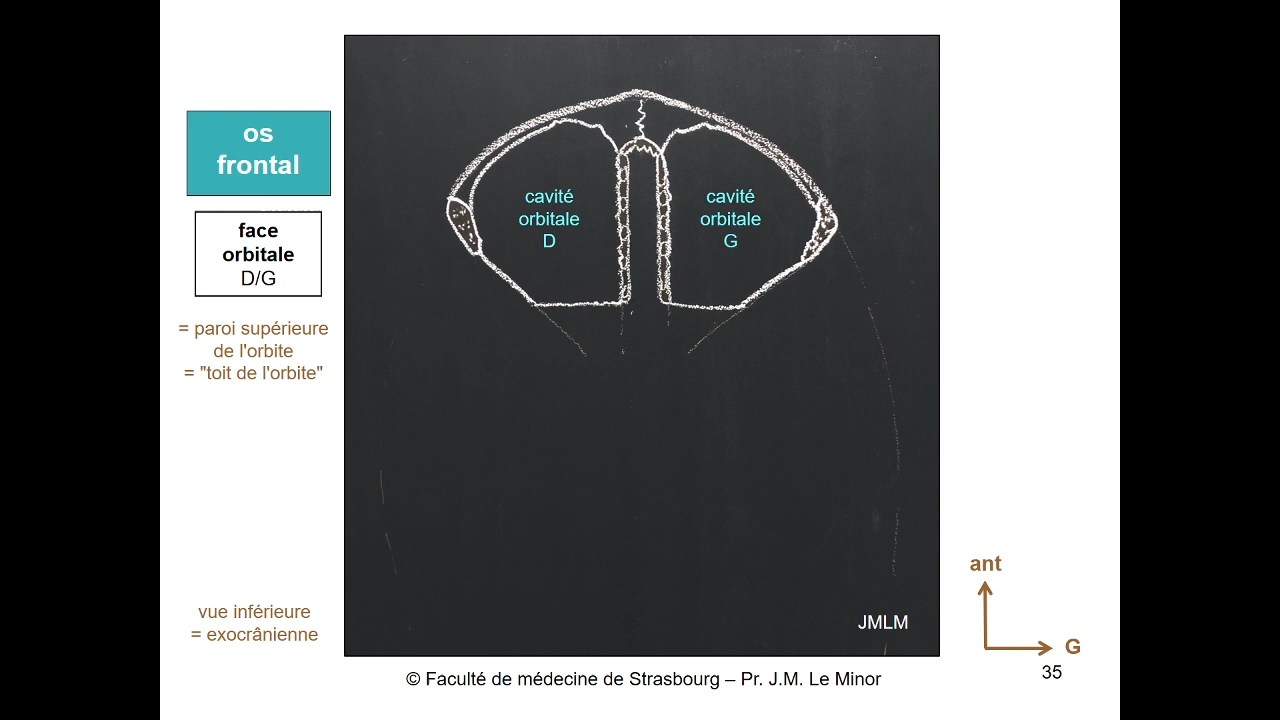 os
frontal
face
orbitale
D/G
= paroi supérieure
de l'orbite
= "toit de l'orbite"
cavité
orbitale
D
cavité
orbitale
G
vue inférieure
= exocrânienne
JMLM
ant
G
35
© Faculté de médecine de Strasbourg – Pr. J.M. Le Minor